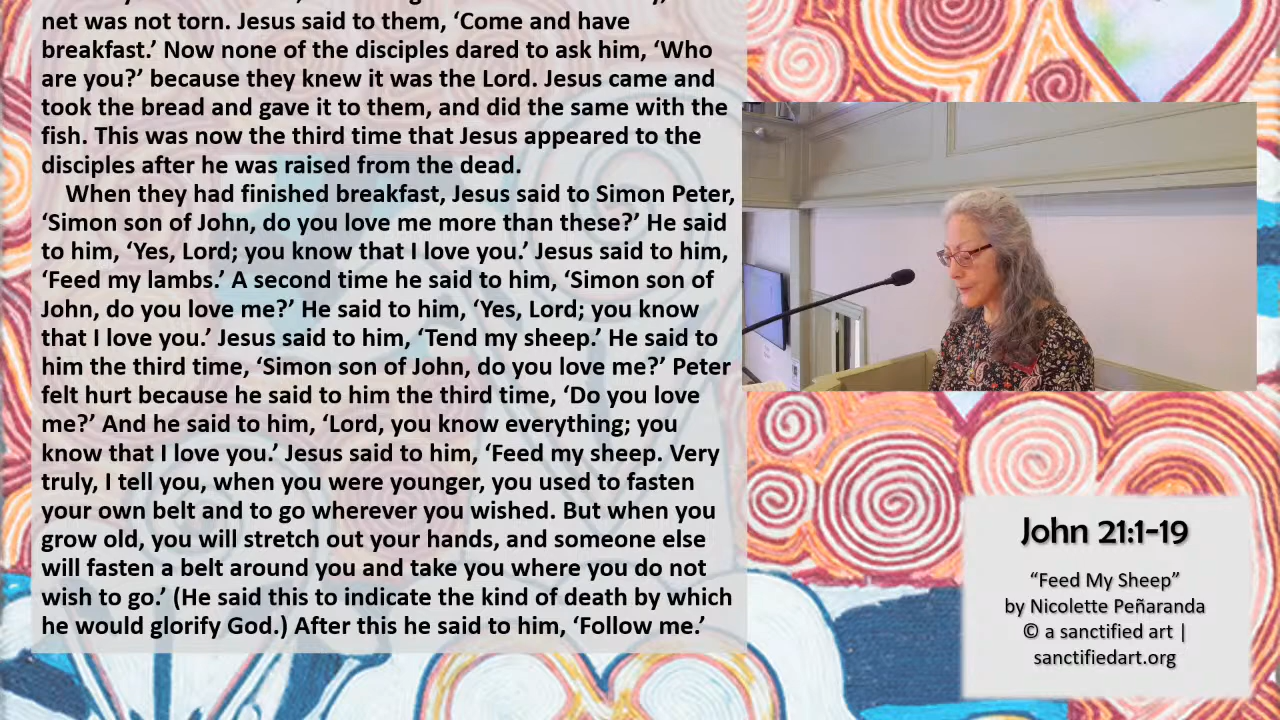 net was not torn. Jesus said to them, ‘Come and have
breakfast.’ Now none of the disciples dared to ask him, ‘Who
are you?’ because they knew it was the Lord. Jesus came and
took the bread and gave it to them, and did the same with the
fish. This was now the third time that Jesus appeared to the
disciples after he was raised from the dead.
When they had finished breakfast, Jesus said to Simon Peter,
‘Simon son of John, do you love me more than these?’ He said
to him, ‘Yes, Lord; you know that I love you.’ Jesus said to him,
‘Feed my lambs.’ A second time he said to him, ‘Simon son of
John, do you love me?’ He said to him, ‘Yes, Lord; you know
that I love you.’ Jesus said to him, ‘Tend my sheep.’ He said to
him the third time, ‘Simon son of John, do you love me?’ Peter
felt hurt because he said to him the third time, ‘Do you love
me?’ And he said to him, ‘Lord, you know everything; you
know that I love you.’ Jesus said to him, ‘Feed my sheep. Very
truly, I tell you, when you were younger, you used to fasten
your own belt and to go wherever you wished. But when you
grow old, you will stretch out your hands, and someone else
will fasten a belt around you and take you where you do not
wish to go.’ (He said this to indicate the kind of death by which
he would glorify God.) After this he said to him, ‘Follow me.’
John 21:1-19
“Feed My Sheep”
by Nicolette Peñaranda
© a sanctified art |
sanctifiedart.org